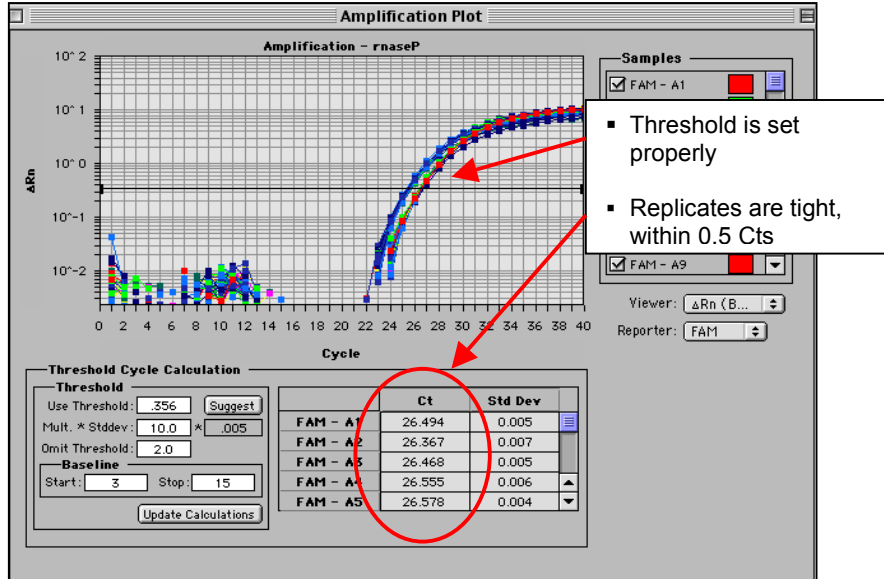 Amplification Plot
Amplification - rnaseP
10^2
10^1
10^0
10^-1
10^-2
ΔRn
0 2 4 6 8 10 12 14 16 18 20 22 24 26 28 30 32 34 36 38 40
Cycle
Samples
FAM - A1
▪ Threshold is set
properly
▪ Replicates are tight,
within 0.5 Cts
FAM - A9
Viewer: ΔRn (B...
Reporter: FAM
Threshold Cycle Calculation
Threshold
Use Threshold: .356 Suggest
Mult. * Stddev: 10.0 * .005
Omit Threshold: 2.0
Baseline
Start: 3 Stop: 15
Update Calculations
Ct Std Dev
FAM - A1 26.494 0.005
FAM - A2 26.367 0.007
FAM - A3 26.468 0.005
FAM - A4 26.555 0.006
FAM - A5 26.578 0.004